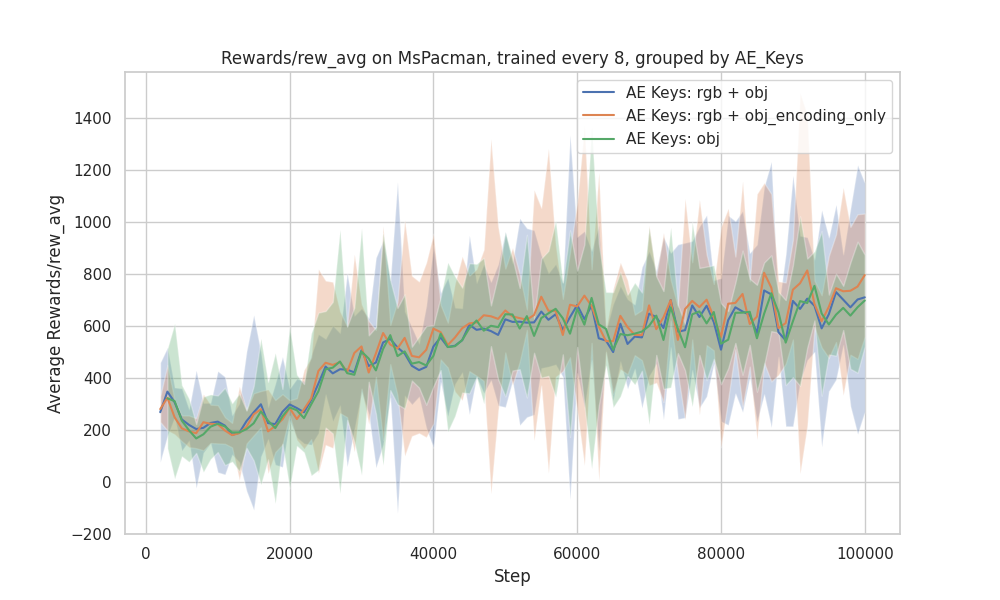 Rewards/rew_avg on MsPacman, trained every 8, grouped by AE_Keys
AE Keys: rgb + obj
AE Keys: rgb + obj_encoding_only
AE Keys: obj
Average Rewards/rew_avg
1400
1200
1000
800
600
400
200
0
−200
0 20000 40000 60000 80000 100000
Step